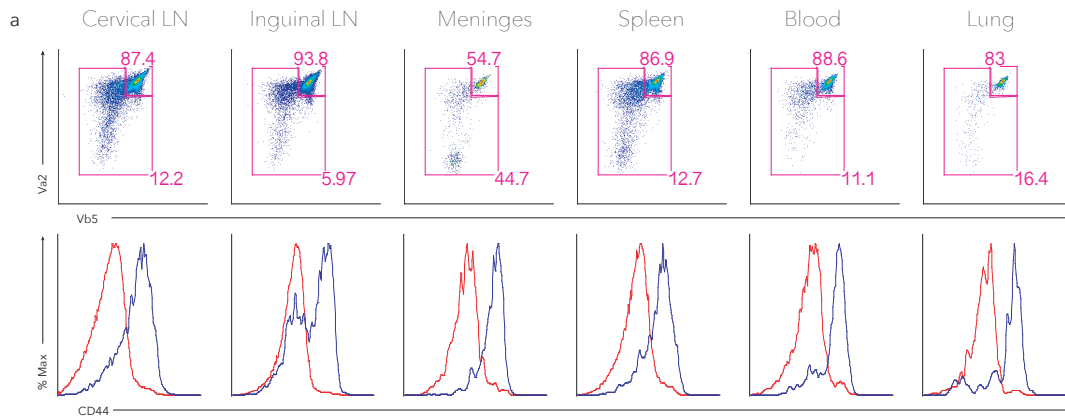 a
Cervical LN Inguinal LN Meninges Spleen Blood Lung
87.4 93.8 54.7 86.9 88.6 83
Va2
12.2 5.97 44.7 12.7 11.1 16.4
Vb5
% Max
CD44